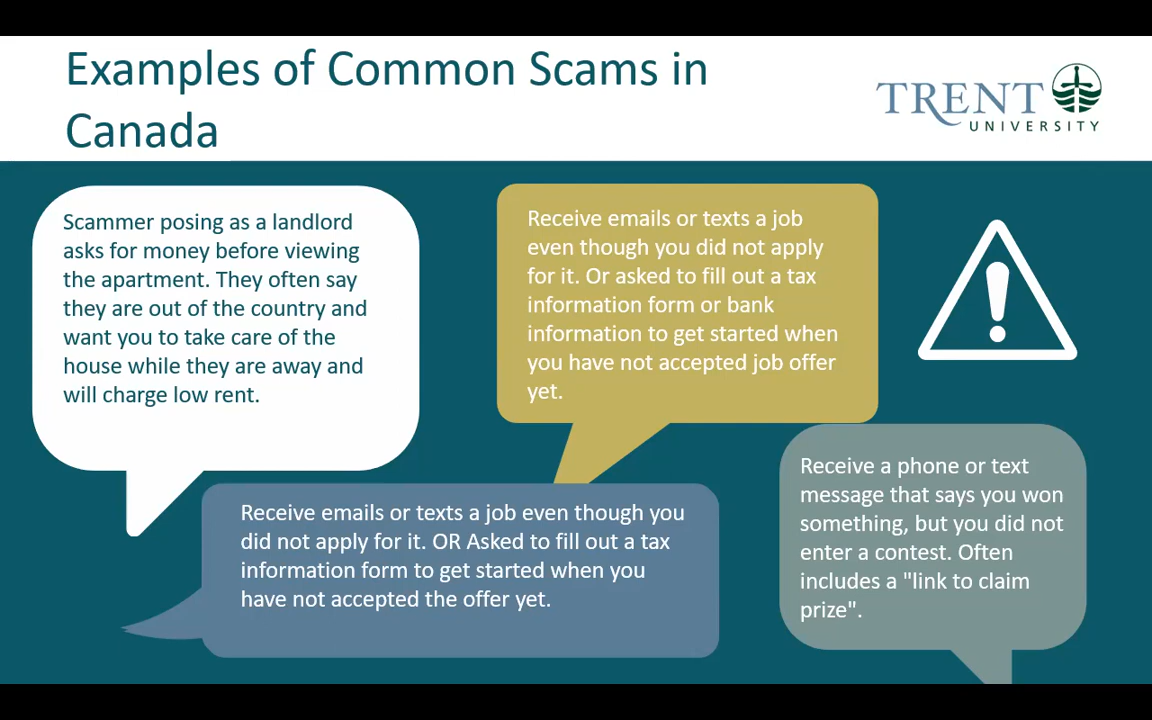 Examples of Common Scams in
Canada
TRENT
UNIVERSITY
Scammer posing as a landlord
asks for money before viewing
the apartment. They often say
they are out of the country and
want you to take care of the
house while they are away and
will charge low rent.
Receive emails or texts a job
even though you did not apply
for it. Or asked to fill out a tax
information form or bank
information to get started when
you have not accepted job offer
yet.
Receive emails or texts a job even though you
did not apply for it. OR Asked to fill out a tax
information form to get started when you
have not accepted the offer yet.
Receive a phone or text
message that says you won
something, but you did not
enter a contest. Often
includes a "link to claim
prize".